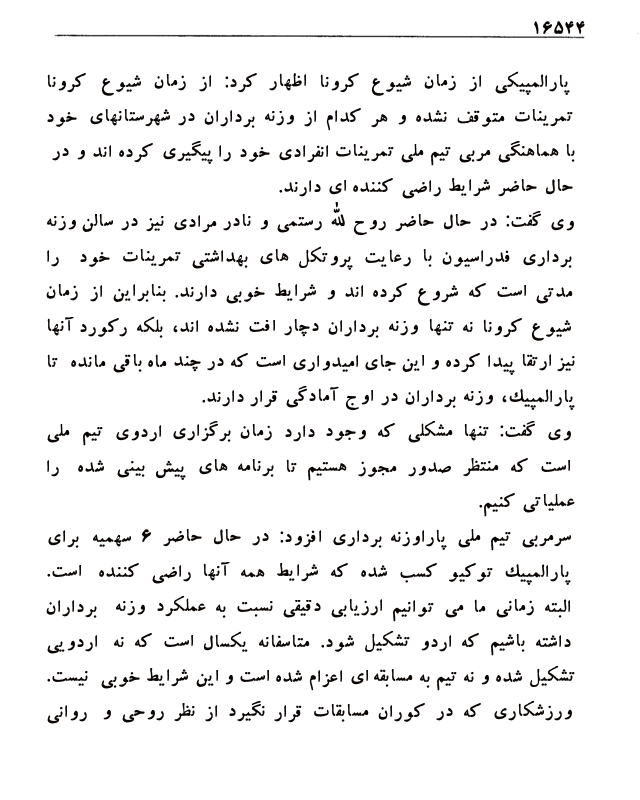 ۱۶۵۴۴
پارالمپیکی از زمان شیوع کرونا اظهار کرد: از زمان شیوع کرونا
تمرینات متوقف نشده و هر کدام از وزنه برداران در شهرستانهای خود
با هماهنگی مربی تیم ملی تمرینات انفرادی خود را پیگیری کرده اند و در
حال حاضر شرایط راضی کننده ای دارند.
وی گفت: در حال حاضر روح لله رستمی و نادر مرادی نیز در سالن وزنه
برداری فدراسیون با رعایت پروتکل های بهداشتی تمرینات خود را
مدتی است که شروع کرده اند و شرایط خوبی دارند. بنابراین از زمان
شیوع کرونا نه تنها وزنه برداران دچار افت نشده اند، بلکه رکورد آنها
نیز ارتقا پیدا کرده و این جای امیدواری است که در چند ماه باقی مانده تا
پارالمپیك، وزنه برداران در اوج آمادگی قرار دارند.
وی گفت: تنها مشکلی که وجود دارد زمان برگزاری اردوی تیم ملی
است که منتظر صدور مجوز هستیم تا برنامه های پیش بینی شده را
عملیاتی کنیم.
سرمربی تیم ملی پاراوزنه برداری افزود: در حال حاضر ۶ سهمیه برای
پارالمپیك توکیو کسب شده که شرایط همه آنها راضی کننده است.
البته زمانی ما می توانیم ارزیابی دقیقی نسبت به عملکرد وزنه برداران
داشته باشیم که اردو تشکیل شود. متاسفانه یکسال است که نه اردویی
تشکیل شده و نه تیم به مسابقه ای اعزام شده است و این شرایط خوبی نیست.
ورزشکاری که در کوران مسابقات قرار نگیرد از نظر روحی و روانی